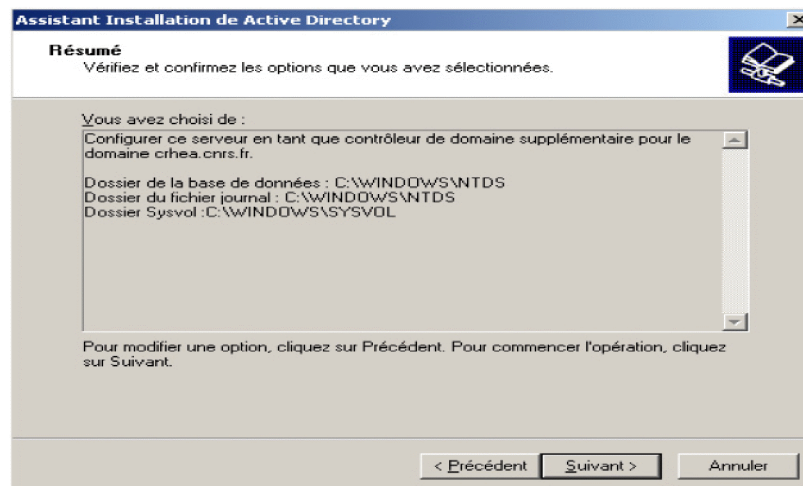 Assistant Installation de Active Directory
Résumé
Vérifiez et confirmez les options que vous avez sélectionnées.
Vous avez choisi de :
Configurer ce serveur en tant que contrôleur de domaine supplémentaire pour le
domaine crhea.cnrs.fr.
Dossier de la base de données : C:\WINDOWS\NTDS
Dossier du fichier journal : C:\WINDOWS\NTDS
Dossier Sysvol :C:\WINDOWS\SYSVOL
Pour modifier une option, cliquez sur Précédent. Pour commencer l'opération, cliquez
sur Suivant.
< Précédent
Suivant >
Annuler